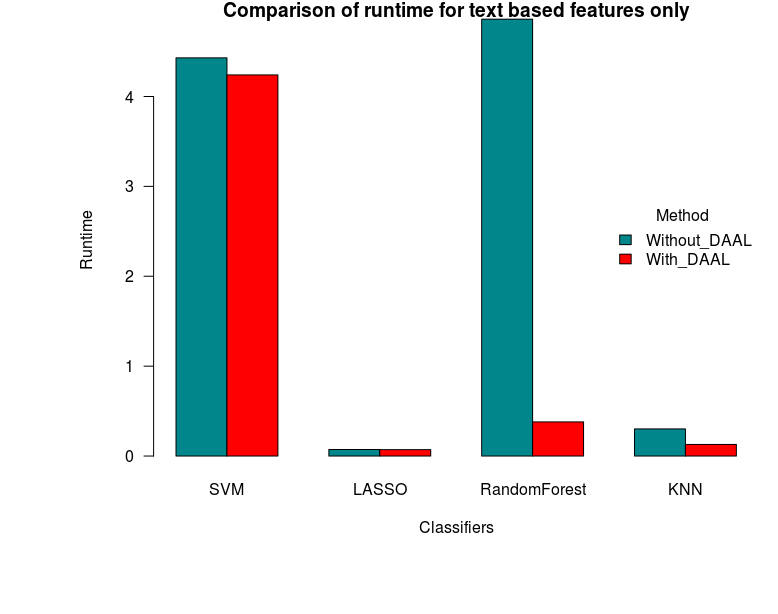 Comparison of runtime for text based features only
4
3
2
1
0
Runtime
Method
Without_DAAL
With_DAAL
SVM LASSO RandomForest KNN
Classifiers